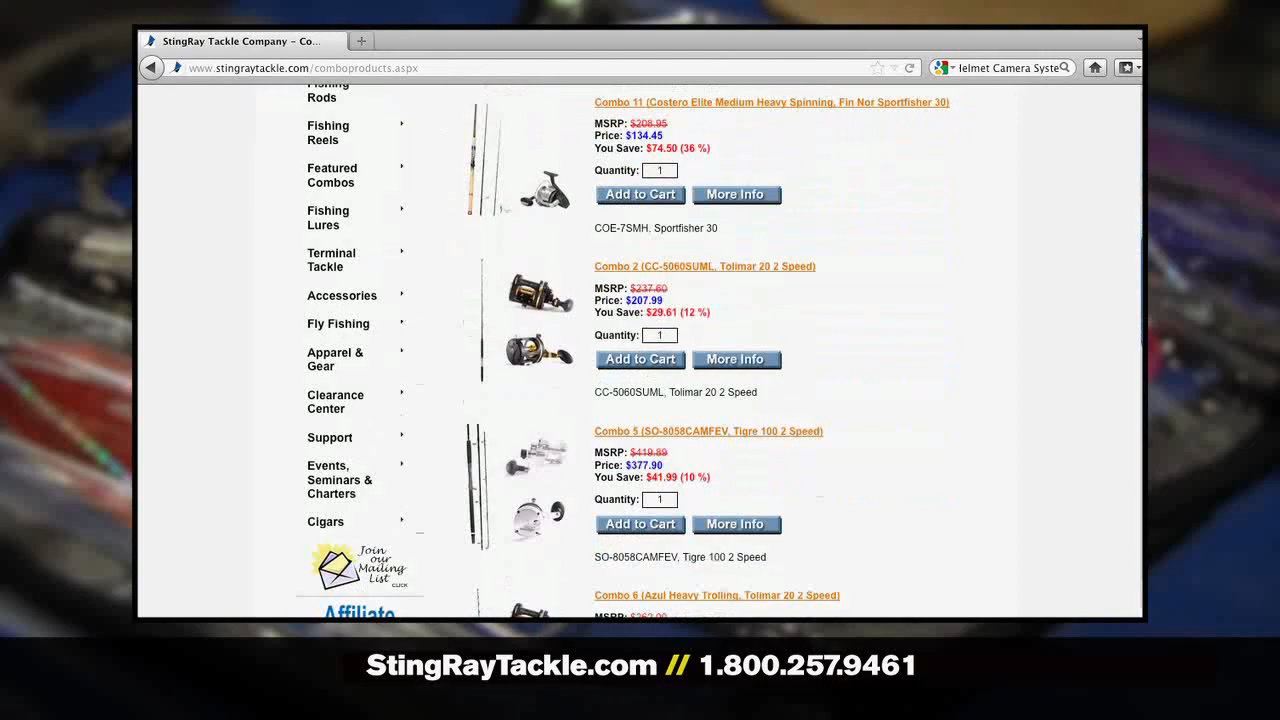 StingRay Tackle Company - Co...
www.stingraytackle.com/comboproducts.aspx
lelmet Camera Syste
Fishing
Rods
Fishing
Reels
Featured
Combos
Fishing
Lures
Terminal
Tackle
Accessories
Fly Fishing
Apparel &
Gear
Clearance
Center
Support
Events,
Seminars &
Charters
Cigars
Join
our
Mailing
List
CLICK
Affiliate
Combo 11 (Costero Elite Medium Heavy Spinning, Fin Nor Sportfisher 30)
MSRP: $208.95
Price: $134.45
You Save: $74.50 (36 %)
Quantity: 1
Add to Cart More Info
COE-7SMH, Sportfisher 30
Combo 2 (CC-5060SUML, Tolimar 20 2 Speed)
MSRP: $237.60
Price: $207.99
You Save: $29.61 (12 %)
Quantity: 1
Add to Cart More Info
CC-5060SUML, Tolimar 20 2 Speed
Combo 5 (SO-8058CAMFEV, Tigre 100 2 Speed)
MSRP: $419.89
Price: $377.90
You Save: $41.99 (10 %)
Quantity: 1
Add to Cart More Info
SO-8058CAMFEV, Tigre 100 2 Speed
Combo 6 (Azul Heavy Trolling, Tolimar 20 2 Speed)
MSRP: $262.00
StingRayTackle.com // 1.800.257.9461